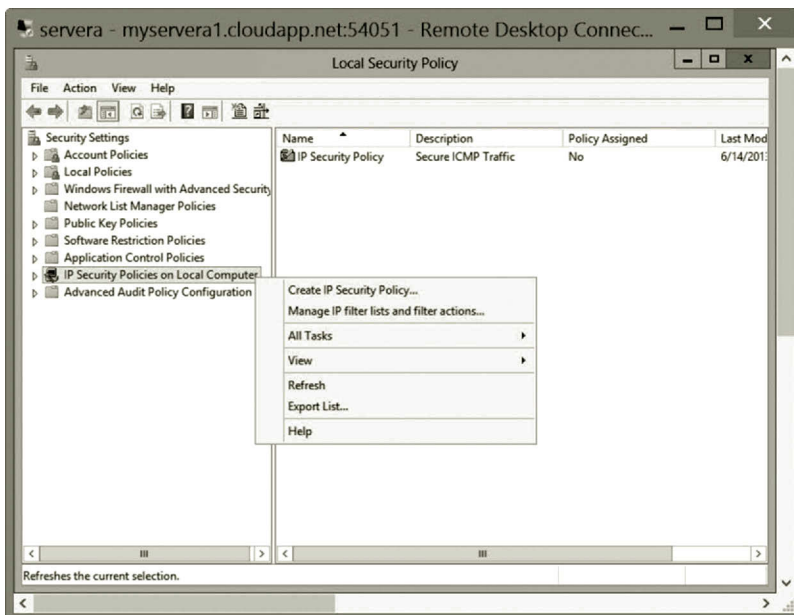 servera - myservera1.cloudapp.net:54051 - Remote Desktop Connec...
Local Security Policy
File Action View Help
Security Settings
Account Policies
Local Policies
Windows Firewall with Advanced Security
Network List Manager Policies
Public Key Policies
Software Restriction Policies
Application Control Policies
IP Security Policies on Local Computer
Advanced Audit Policy Configuration
Name Description Policy Assigned Last Mod
IP Security Policy Secure ICMP Traffic No 6/14/201
Create IP Security Policy...
Manage IP filter lists and filter actions...
All Tasks
View
Refresh
Export List...
Help
Refreshes the current selection.